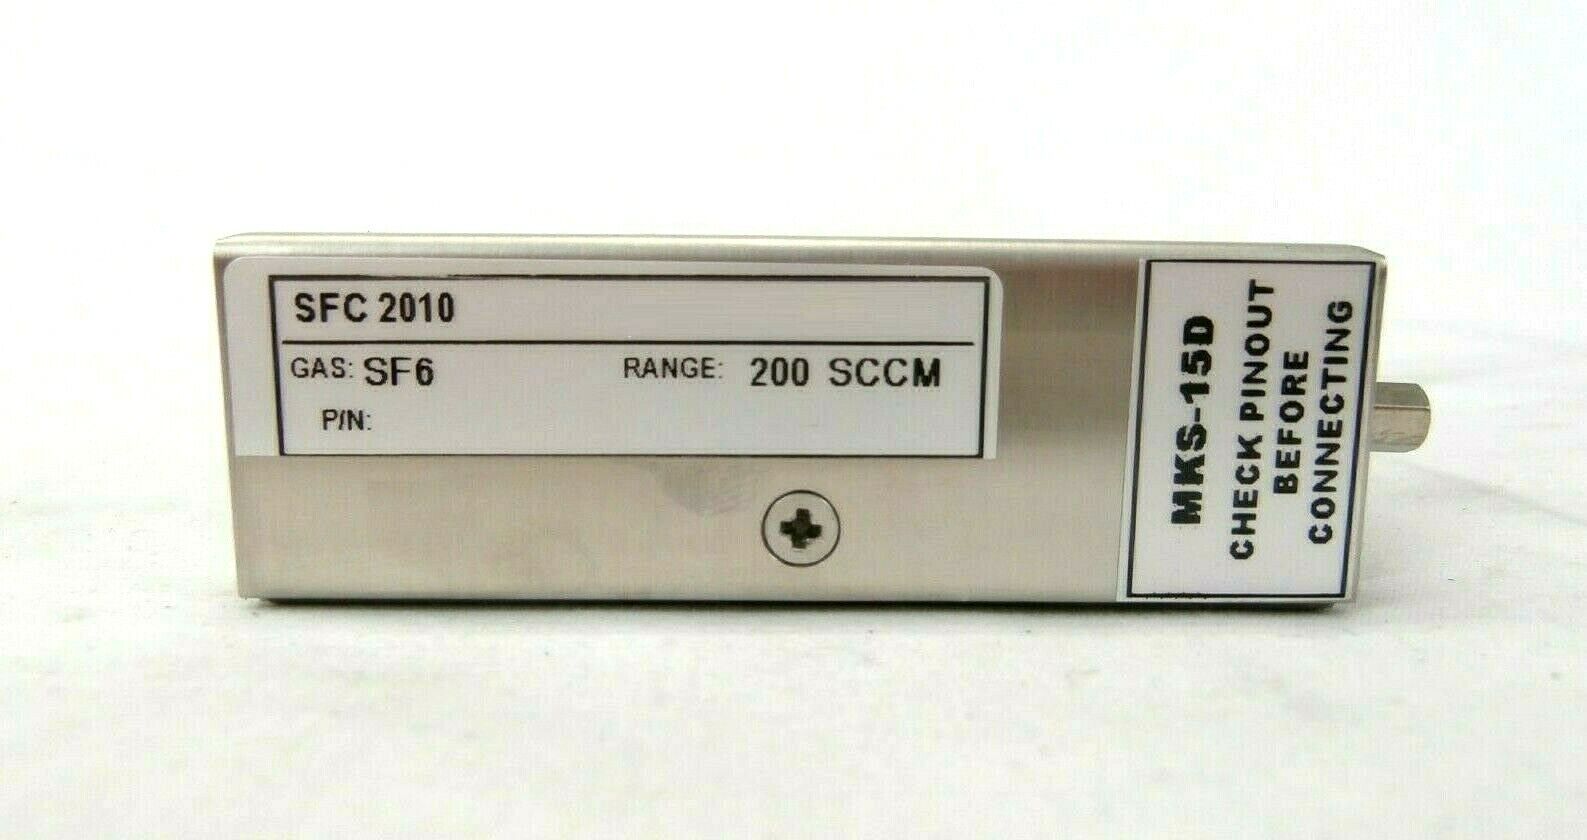 SFC 2010
GAS: SF6 RANGE: 200 SCCM
P/N:
MKS-15D
CHECK PINOUT
BEFORE
CONNECTING